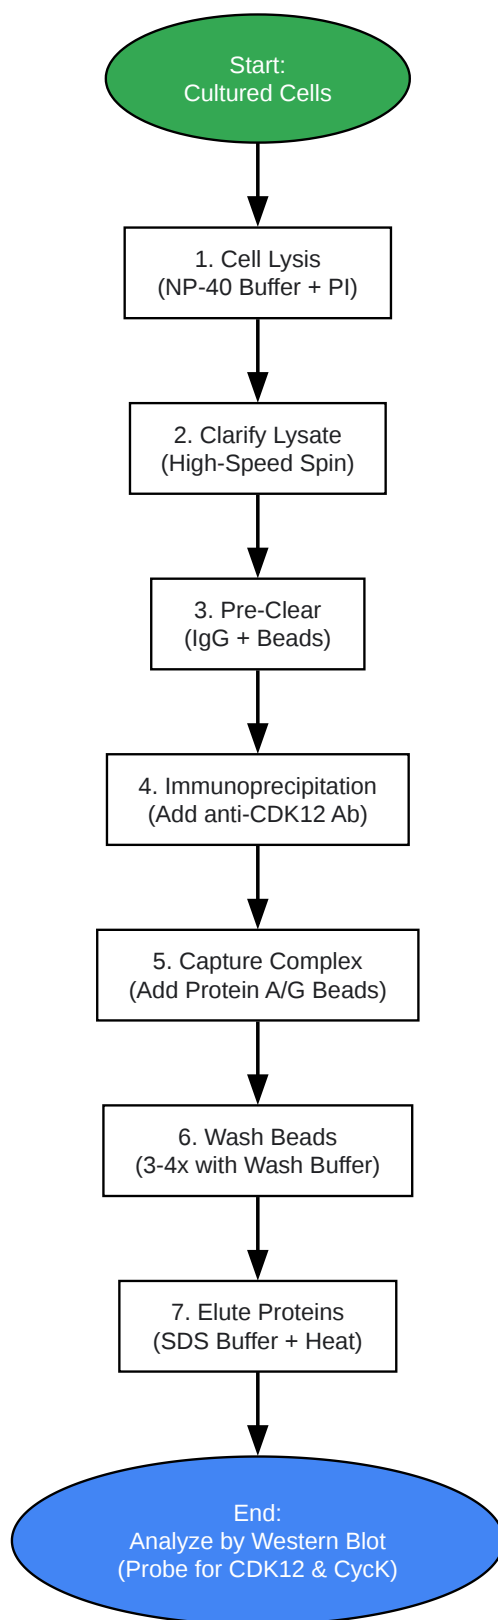 Start:
Cultured Cells
1. Cell Lysis
(NP-40 Buffer + PI)
2. Clarify Lysate
(High-Speed Spin)
3. Pre-Clear
(IgG + Beads)
4. Immunoprecipitation
(Add anti-CDK12 Ab)
5. Capture Complex
(Add Protein A/G Beads)
6. Wash Beads
(3-4x with Wash Buffer)
7. Elute Proteins
(SDS Buffer + Heat)
End:
Analyze by Western Blot
(Probe for CDK12 & CycK)